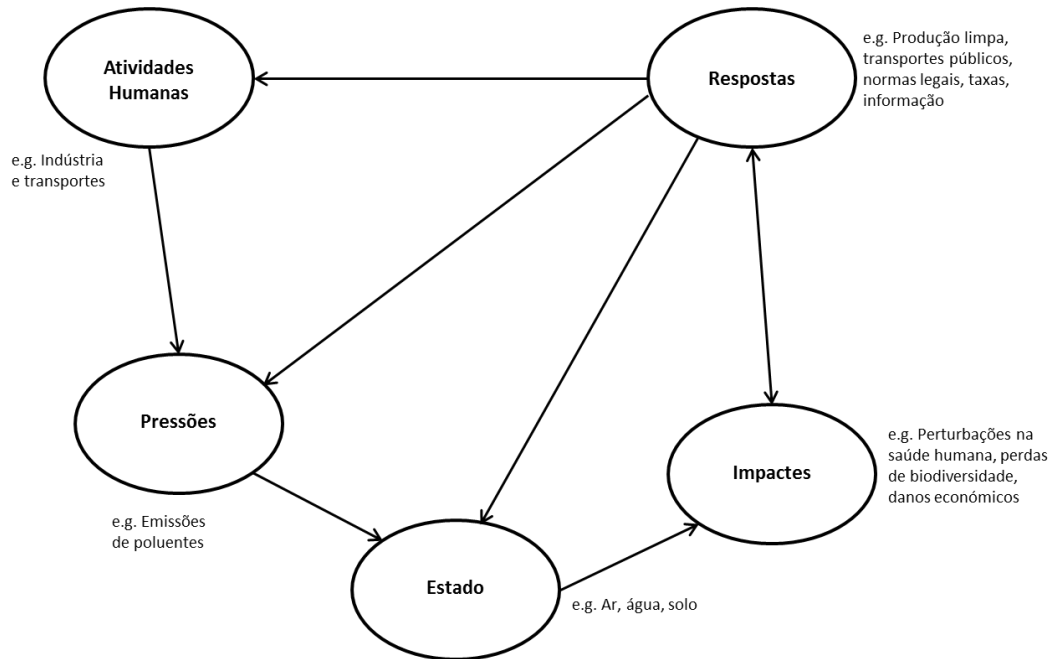 Atividades
Humanas
e.g. Indústria
e transportes
Respostas
e.g. Produção limpa,
transportes públicos,
normas legais, taxas,
informação
Pressões
e.g. Emissões
de poluentes
Impactes
e.g. Perturbações na
saúde humana, perdas
de biodiversidade,
danos económicos
Estado
e.g. Ar, água, solo